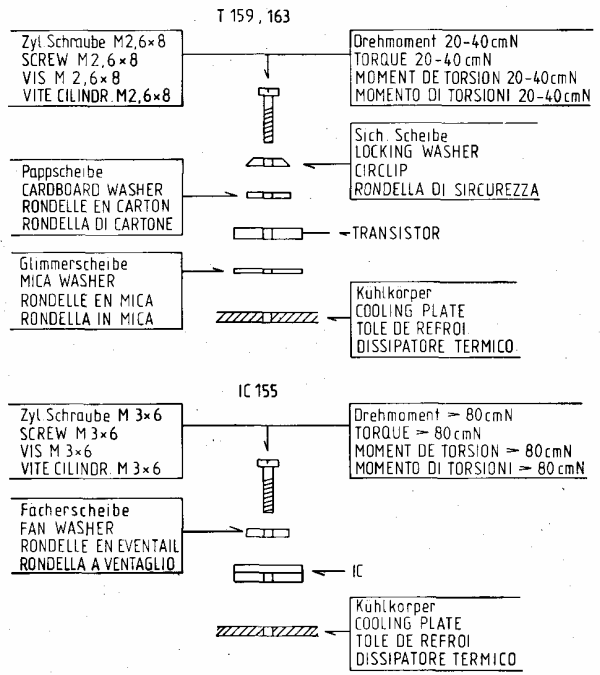 T 159, 163
Zyl. Schraube M2,6×8
SCREW M2,6×8
VIS M 2,6×8
VITE CILINDR. M2,6×8
Drehmoment 20-40cmN
TORQUE 20-40cmN
MOMENT DE TORSION 20-40cmN
MOMENTO DI TORSIONI 20-40cmN
Sich. Scheibe
LOCKING WASHER
CIRCLIP
RONDELLA DI SIRCUREZZA
Pappscheibe
CARDBOARD WASHER
RONDELLE EN CARTON
RONDELLA DI CARTONE
TRANSISTOR
Glimmerscheibe
MICA WASHER
RONDELLE EN MICA
RONDELLA IN MICA
Kühlkörper
COOLING PLATE
TOLE DE REFROI.
DISSIPATORE TERMICO.
IC 155
Zyl. Schraube M 3×6
SCREW M 3×6
VIS M 3×6
VITE CILINDR. M 3×6
Drehmoment >= 80cmN
TORQUE >= 80cmN
MOMENT DE TORSION >= 80cmN
MOMENTO DI TORSIONI >= 80cmN
Fächerscheibe
FAN WASHER
RONDELLE EN EVENTAIL
RONDELLA A VENTAGLIO
IC
Kühlkörper
COOLING PLATE
TOLE DE REFROI
DISSIPATORE TERMICO